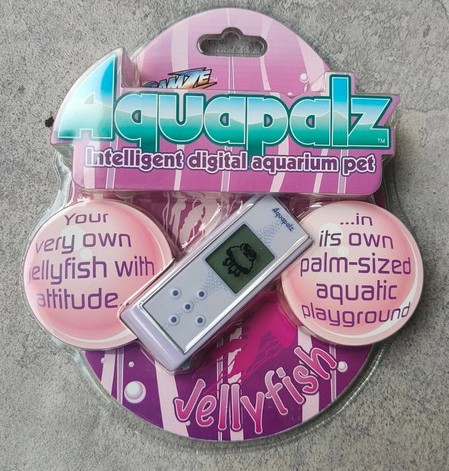 Aquapalz™
Intelligent digital aquarium pet
Your
very own
jellyfish with
attitude
Aquapalz
...in
its own
palm-sized
aquatic
playground
Jellyfish